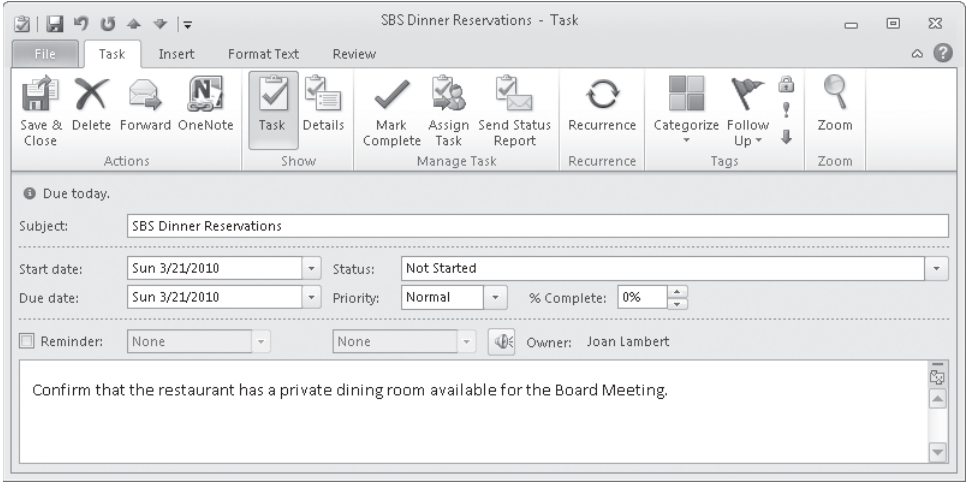 SBS Dinner Reservations - Task
File Task Insert Format Text Review
Save & Close Delete Forward OneNote Task Details Mark Complete Assign Task Send Status Report Recurrence Categorize Follow Up Zoom
Actions Show Manage Task Recurrence Tags Zoom
Due today.
Subject: SBS Dinner Reservations
Start date: Sun 3/21/2010 Status: Not Started
Due date: Sun 3/21/2010 Priority: Normal % Complete: 0%
Reminder: None None Owner: Joan Lambert
Confirm that the restaurant has a private dining room available for the Board Meeting.